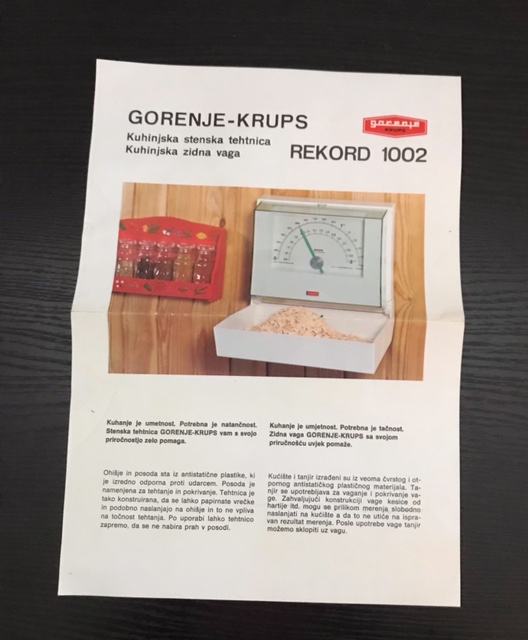 GORENJE-KRUPS
Kuhinjska stenska tehtnica
Kuhinjska zidna vaga
gorenje
KRUPS
REKORD 1002
Kuhanje je umetnost. Potrebna je natančnost.
Stenska tehtnica GORENJE-KRUPS vam s svojo
priročnostjo zelo pomaga.
Kuhanje je umjetnost. Potrebna je tačnost.
Zidna vaga GORENJE-KRUPS sa svojom
priručnošću uvjek pomaže.
Ohišje in posoda sta iz antistatične plastike, ki
je izredno odporna proti udarcem. Posoda je
namenjena za tehtanje in pokrivanje. Tehtnica je
tako konstruirana, da se lahko papirnate vrečke
in podobno naslanjajo na ohišje in to ne vpliva
na točnost tehtanja. Po uporabi lahko tehtnico
zapremo, da se ne nabira prah v posodi.
Kućište i tanjir izrađeni su iz veoma čvrstog i ot-
pornog antistatičkog plastičnog materijala. Ta-
njir se upotrebljava za vaganje i pokrivanje va-
ge. Zahvaljujući konstrukciji vage kesice od
hartije itd. mogu se prilikom merenja slobodno
naslanjati na kućište a da to ne utiče na ispra-
van rezultat merenja. Posle upotrebe vage tanjir
možemo sklopiti uz vagu.